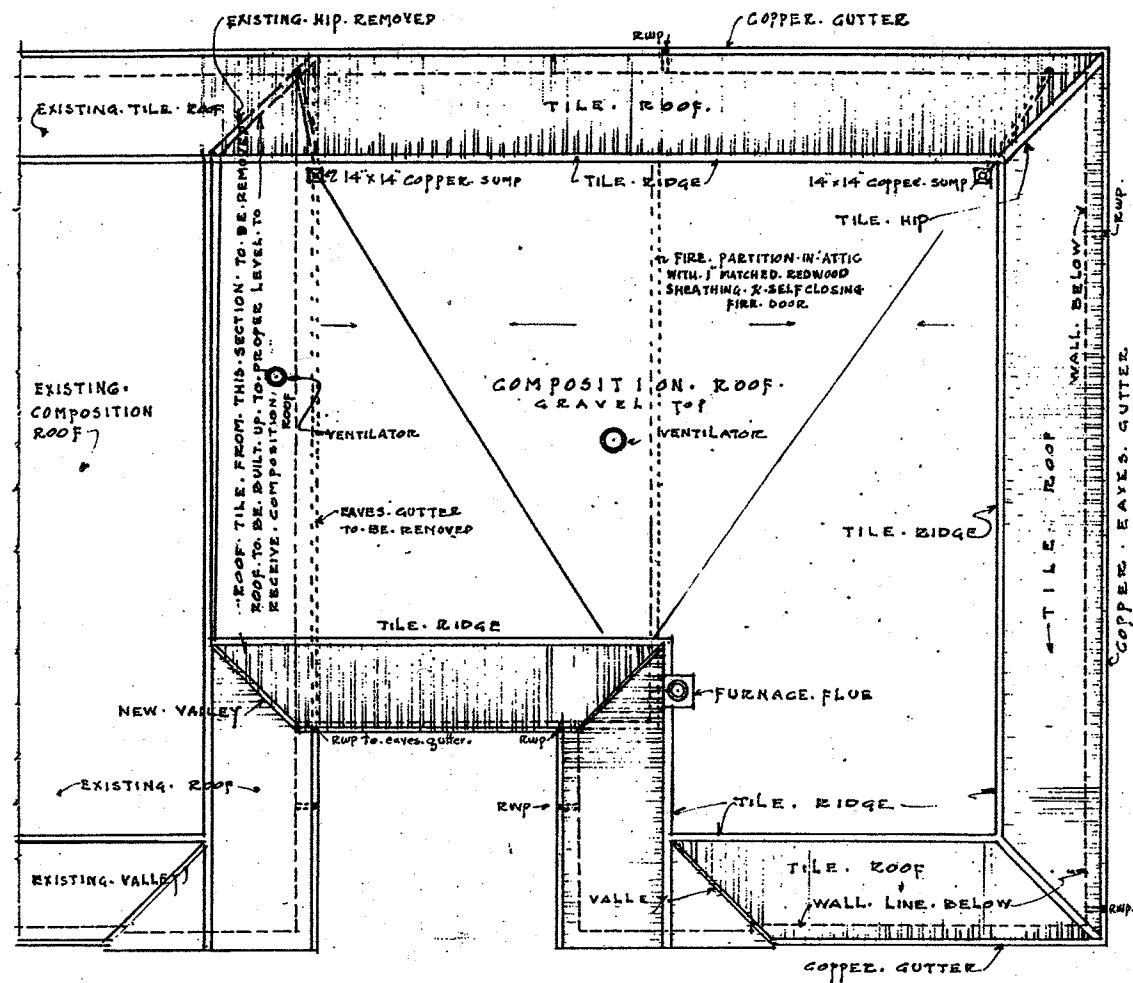 EXISTING. HIP. REMOVED
COPPER. GUTTER
RWP
EXISTING. TILE. ROOF
TILE. ROOF.
14"x14" COPPER. SUMP
TILE. RIDGE
14"x14" COPPER. SUMP
TILE. HIP
RWP.
WALL. BELOW
ROOF. TILE. FROM. THIS. SECTION. TO. BE. REMOVED
ROOF. TO. BE. BUILT. UP. TO. PROPER. LEVEL. TO
RECEIVE. COMPOSITION.
ROOF
FIRE. PARTITION. IN. ATTIC
WITH. 1" MATCHED. REDWOOD
SHEATHING. & SELF CLOSING
FIRE. DOOR
EXISTING.
COMPOSITION
ROOF
COMPOSITION. ROOF.
GRAVEL TOP
VENTILATOR
VENTILATOR
EAVES. GUTTER
TO. BE. REMOVED
TILE. RIDGE
TILE ROOF
COPPER. EAVES. GUTTER
TILE. RIDGE
NEW. VALLEY
FURNACE. FLUE
RWP to. eaves. gutter.
RWP
EXISTING. ROOF
RWP
TILE. RIDGE
EXISTING. VALLEY
VALLEY
TILE. ROOF
WALL. LINE. BELOW
RWP.
COPPER. GUTTER